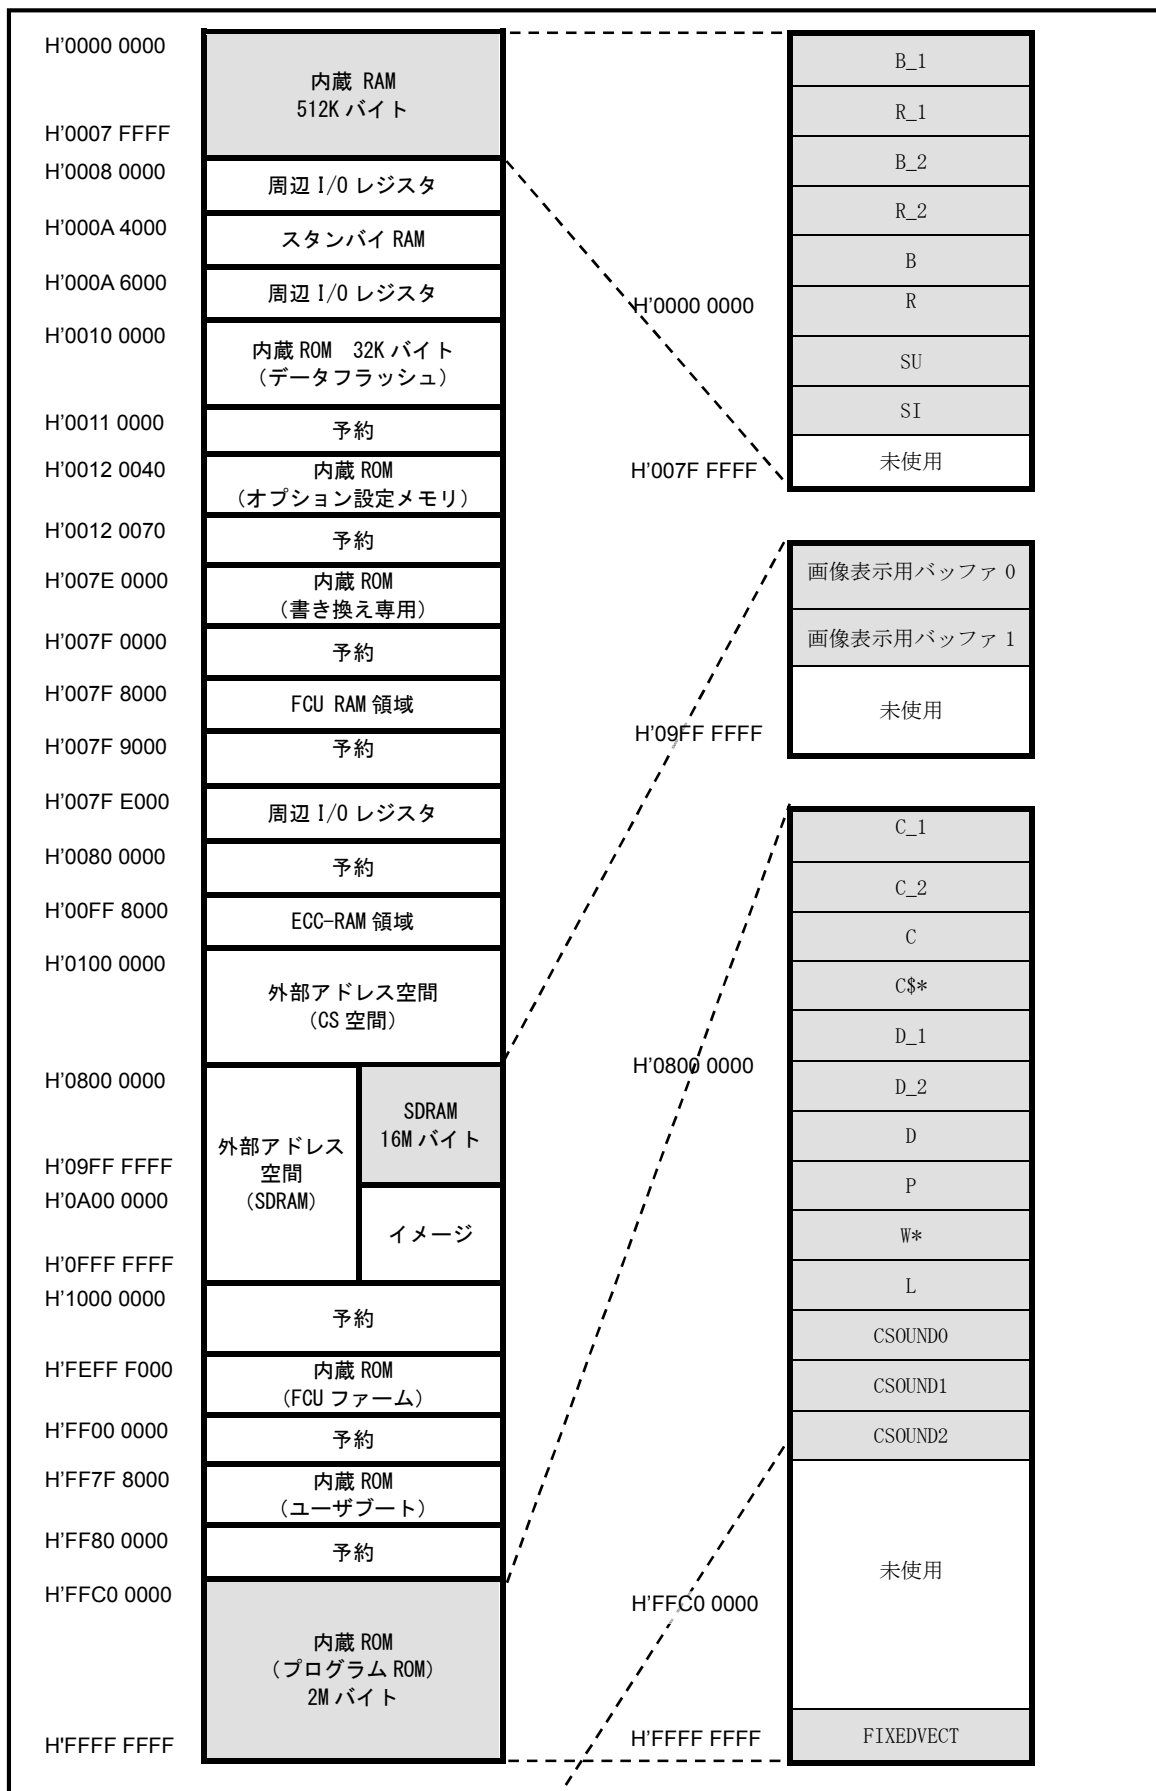 H'0000 0000
内蔵 RAM
512K バイト
H'0007 FFFF
H'0008 0000
周辺 I/O レジスタ
H'000A 4000
スタンバイ RAM
H'000A 6000
周辺 I/O レジスタ
H'0010 0000
内蔵 ROM 32K バイト
(データフラッシュ)
H'0011 0000
予約
H'0012 0040
内蔵 ROM
(オプション設定メモリ)
H'0012 0070
予約
H'007E 0000
内蔵 ROM
(書き換え専用)
H'007F 0000
予約
H'007F 8000
FCU RAM 領域
H'007F 9000
予約
H'007F E000
周辺 I/O レジスタ
H'0080 0000
予約
H'00FF 8000
ECC-RAM 領域
H'0100 0000
外部アドレス空間
(CS 空間)
H'0800 0000
SDRAM
16M バイト
外部アドレス
空間
(SDRAM)
H'09FF FFFF
H'0A00 0000
イメージ
H'0FFF FFFF
H'1000 0000
予約
H'FEFF F000
内蔵 ROM
(FCU ファーム)
H'FF00 0000
予約
H'FF7F 8000
内蔵 ROM
(ユーザブート)
H'FF80 0000
予約
H'FFC0 0000
内蔵 ROM
(プログラム ROM)
2M バイト
H'FFFF FFFF
B_1
R_1
B_2
R_2
B
H'0000 0000
R
SU
SI
H'007F FFFF
未使用
画像表示用バッファ 0
画像表示用バッファ 1
未使用
H'09FF FFFF
C_1
C_2
C
C$*
D_1
H'0800 0000
D_2
D
P
W*
L
CSOUND0
CSOUND1
CSOUND2
未使用
H'FFC0 0000
FIXEDVECT
H'FFFF FFFF